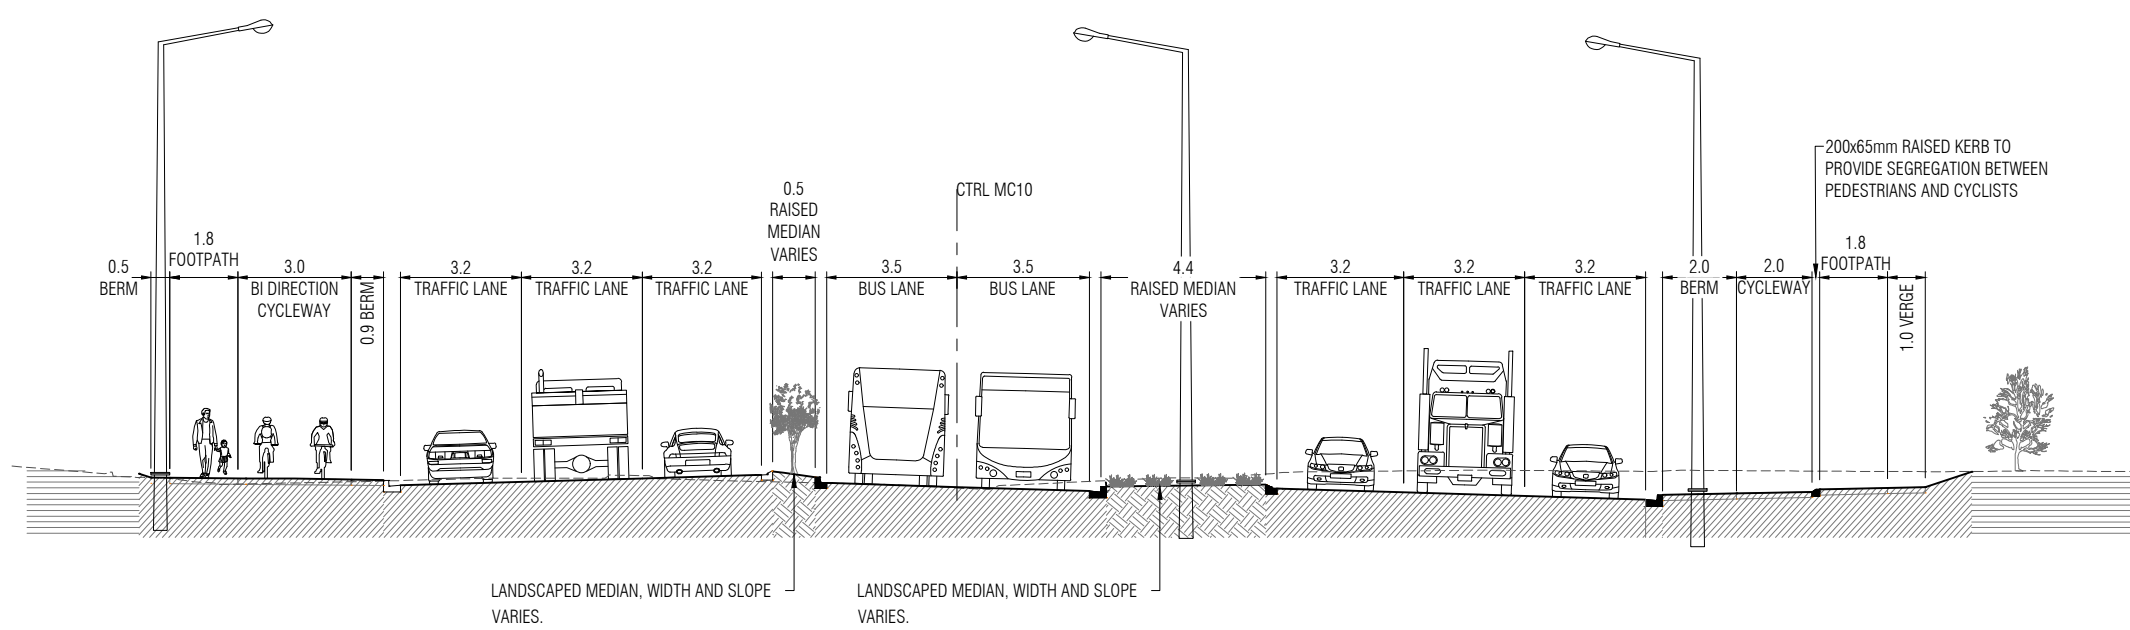 200x65mm RAISED KERB TO
PROVIDE SEGREGATION BETWEEN
PEDESTRIANS AND CYCLISTS
0.5
RAISED
MEDIAN
VARIES
CTRL MC10
0.5
BERM
1.8
FOOTPATH
3.0
BI DIRECTION
CYCLEWAY
0.9 BERM
3.2
TRAFFIC LANE
3.2
TRAFFIC LANE
3.2
TRAFFIC LANE
3.5
BUS LANE
3.5
BUS LANE
4.4
RAISED MEDIAN
VARIES
3.2
TRAFFIC LANE
3.2
TRAFFIC LANE
3.2
TRAFFIC LANE
2.0
BERM
2.0
CYCLEWAY
1.8
FOOTPATH
1.0 VERGE
LANDSCAPED MEDIAN, WIDTH AND SLOPE
VARIES.
LANDSCAPED MEDIAN, WIDTH AND SLOPE
VARIES.